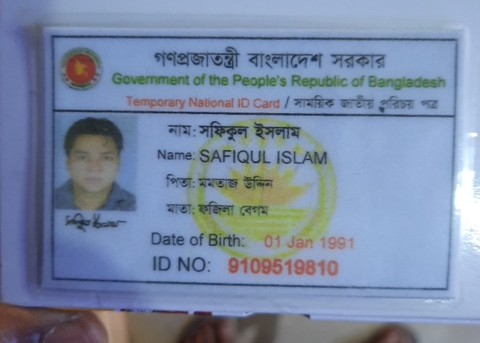 গণপ্রজাতন্ত্রী বাংলাদেশ সরকার
Government of the People's Republic of Bangladesh
Temporary National ID Card / সাময়িক জাতীয় পরিচয় পত্র
নাম: সফিকুল ইসলাম
Name: SAFIQUL ISLAM
পিতা: মমতাজ উদ্দিন
মাতা: ফজিলা বেগম
Date of Birth: 01 Jan 1991
ID NO: 9109519810